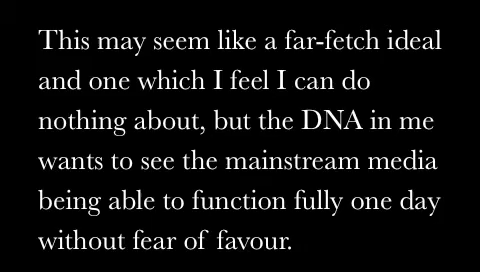 This may seem like a far-fetch ideal
and one which I feel I can do
nothing about, but the DNA in me
wants to see the mainstream media
being able to function fully one day
without fear of favour.